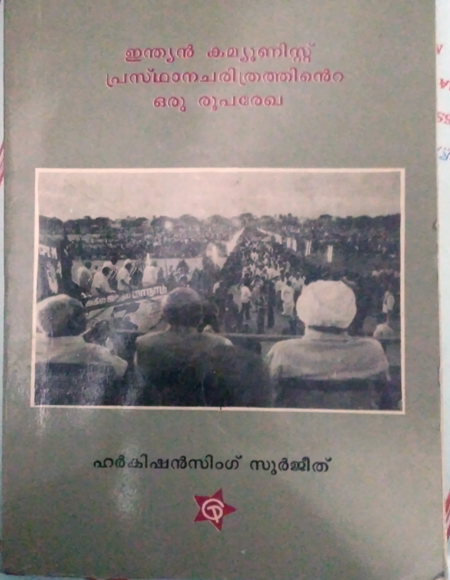 ഇന്ത്യൻ കമ്യൂണിസ്റ്റ്
പ്രസ്ഥാനചരിത്രത്തിൻെറ
ഒരു രൂപരേഖ
ഹർകിഷൻസിംഗ് സുർജീത്